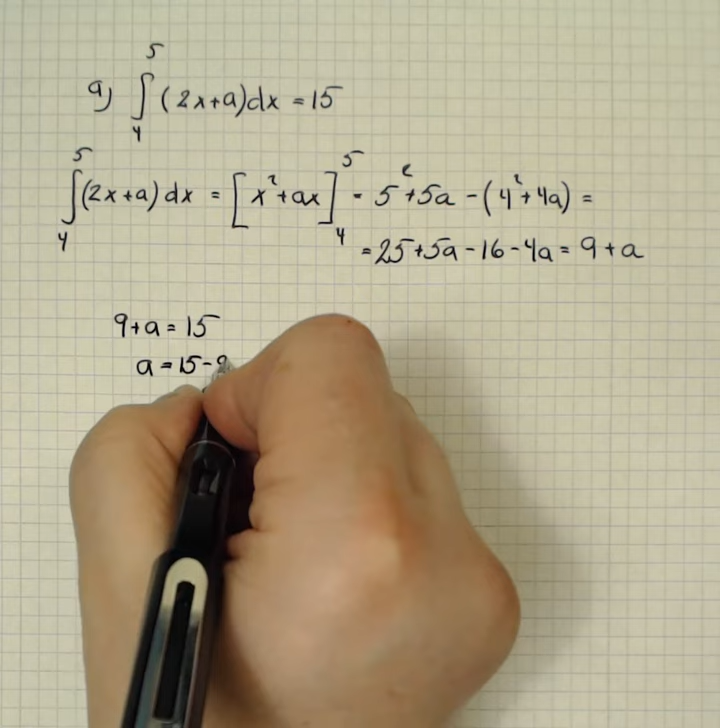 a) ∫₄⁵ (2x+a)dx = 15
∫₄⁵ (2x+a) dx = [x²+ax]₄⁵ = 5²+5a - (4²+4a) =
= 25+5a-16-4a = 9+a
9+a = 15
a = 15-9